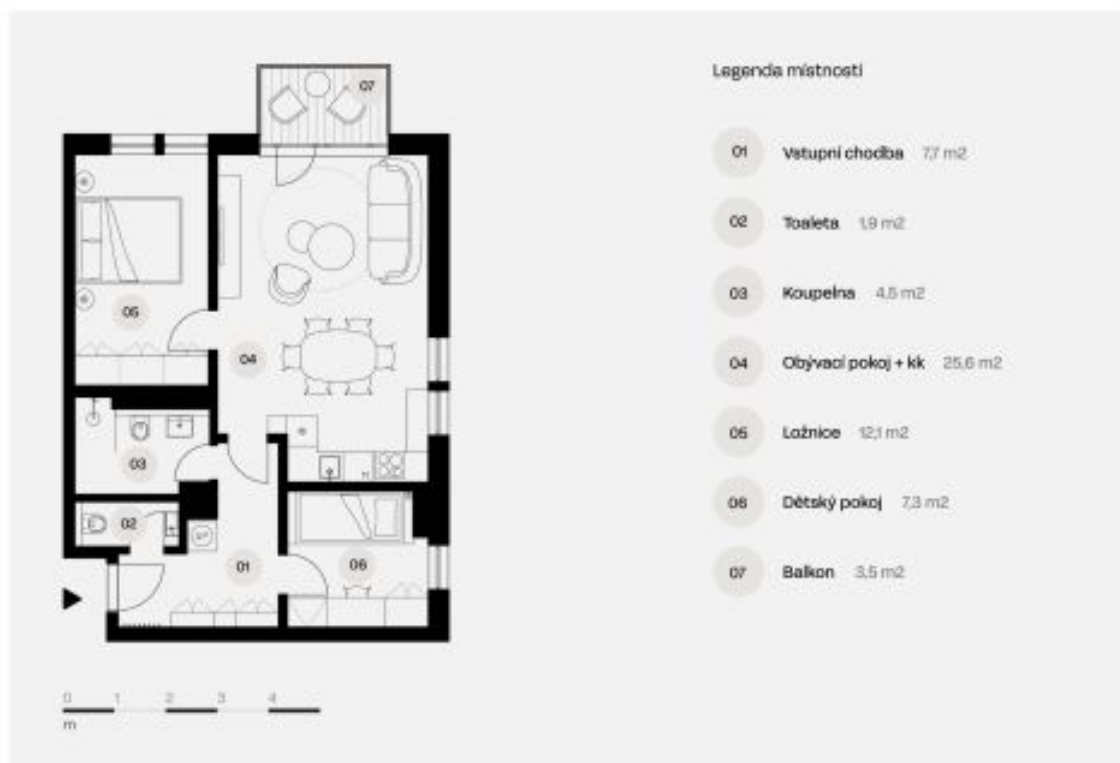 07
05
04
03
02
01
06
0 1 2 3 4
m
Legenda místností
01 Vstupní chodba 7,7 m2
02 Toaleta 1,9 m2
03 Koupelna 4,5 m2
04 Obývací pokoj + kk 25,6 m2
05 Ložnice 12,1 m2
06 Dětský pokoj 7,3 m2
07 Balkon 3,5 m2